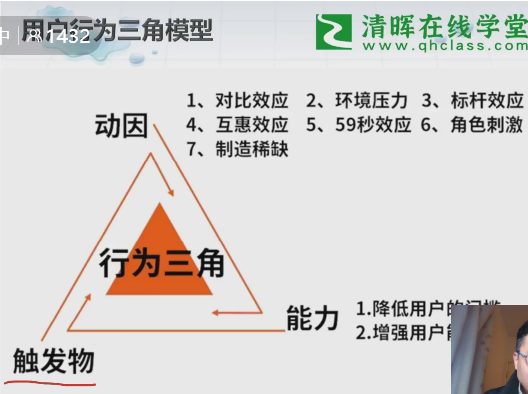 中 1432
用户行为三角模型
清晖在线学堂
www.qhclass.com
动因
1、对比效应 2、环境压力 3、标杆效应
4、互惠效应 5、59秒效应 6、角色刺激
7、制造稀缺
行为三角
能力
1.降低用户的门槛
2.增强用户能
触发物